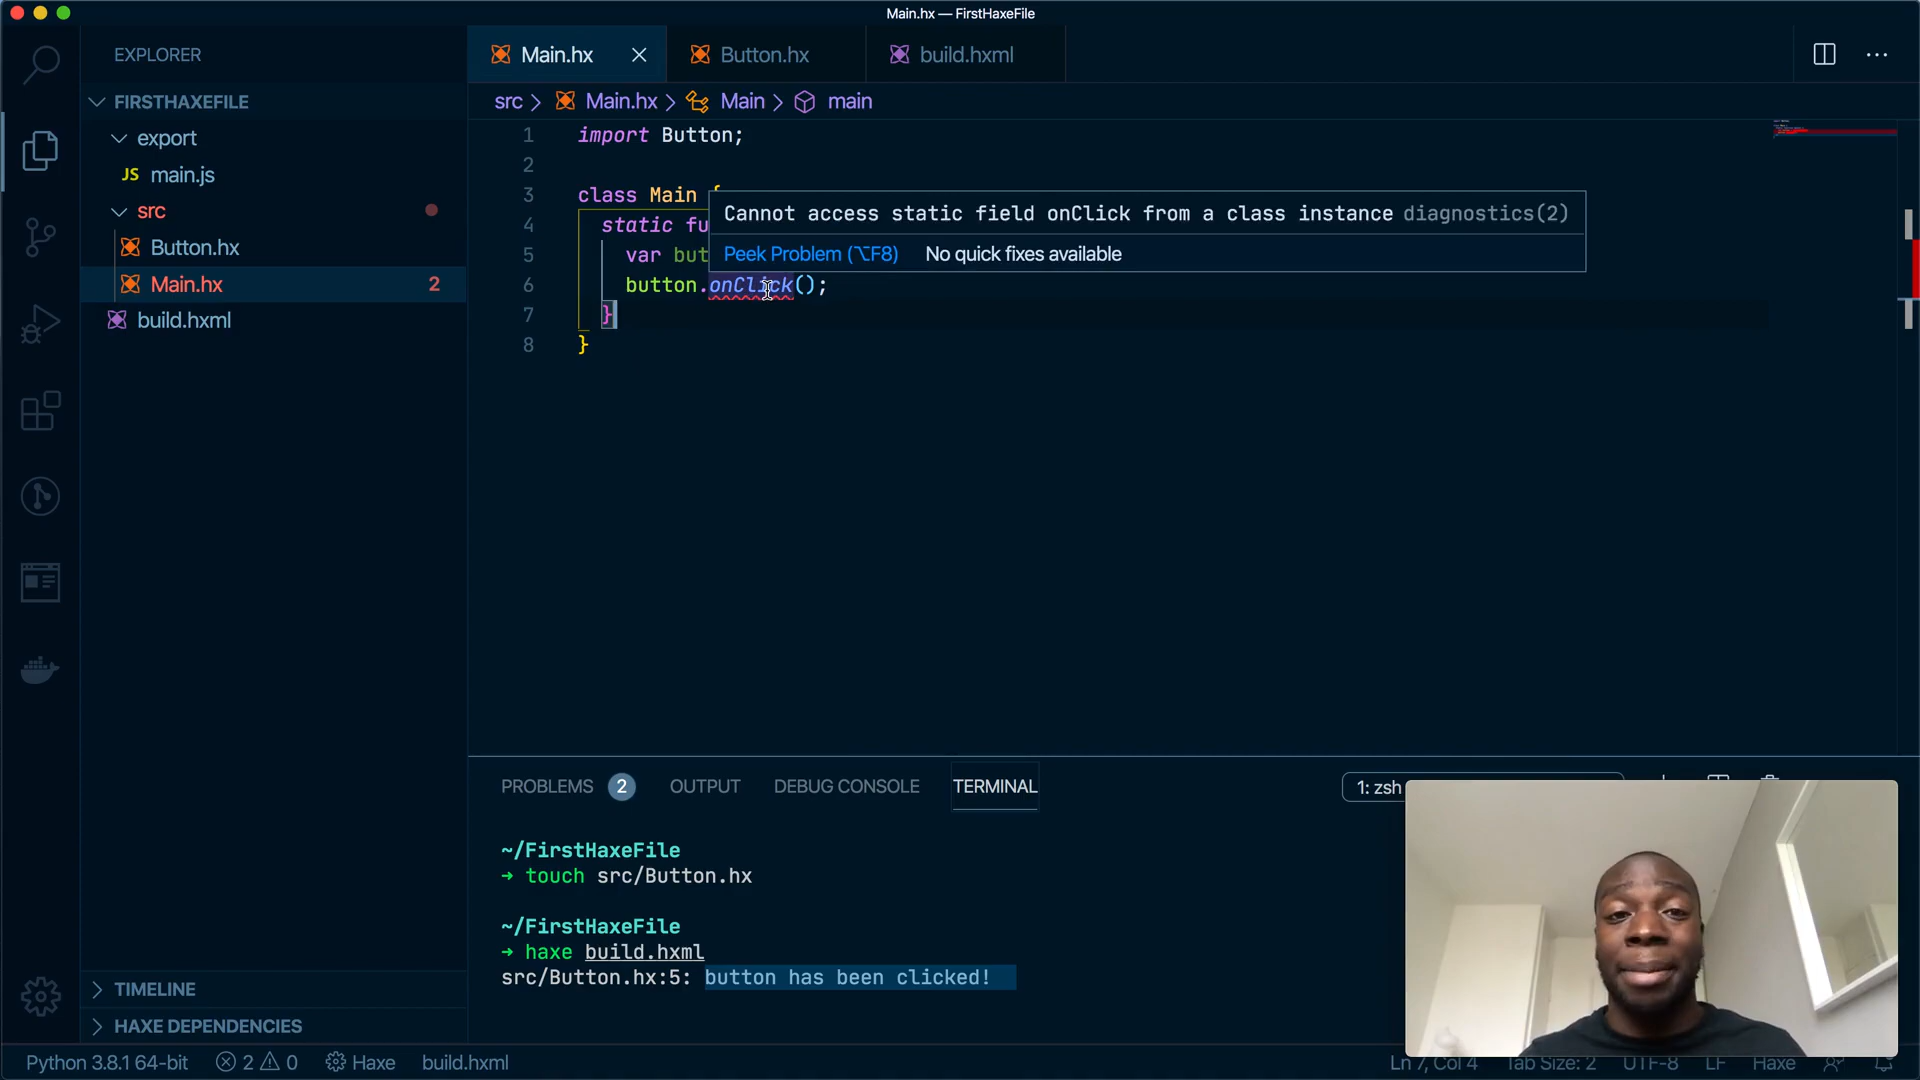 Main.hx — FirstHaxeFile
EXPLORER
FIRSTHAXEFILE
export
JS main.js
src
Button.hx
Main.hx 2
build.hxml
TIMELINE
HAXE DEPENDENCIES
Main.hx Button.hx build.hxml
src > Main.hx > Main > main
1 import Button;
2
3 class Main {
4 static fu
5 var but
6 button.onClick();
7 }
8 }
Cannot access static field onClick from a class instance diagnostics(2)
Peek Problem (⌥F8) No quick fixes available
PROBLEMS 2 OUTPUT DEBUG CONSOLE TERMINAL 1: zsh
~/FirstHaxeFile
→ touch src/Button.hx
~/FirstHaxeFile
→ haxe build.hxml
src/Button.hx:5: button has been clicked!
Python 3.8.1 64-bit 2 0 Haxe build.hxml Ln 7, Col 4 Tab Size: 2 UTF-8 LF Haxe